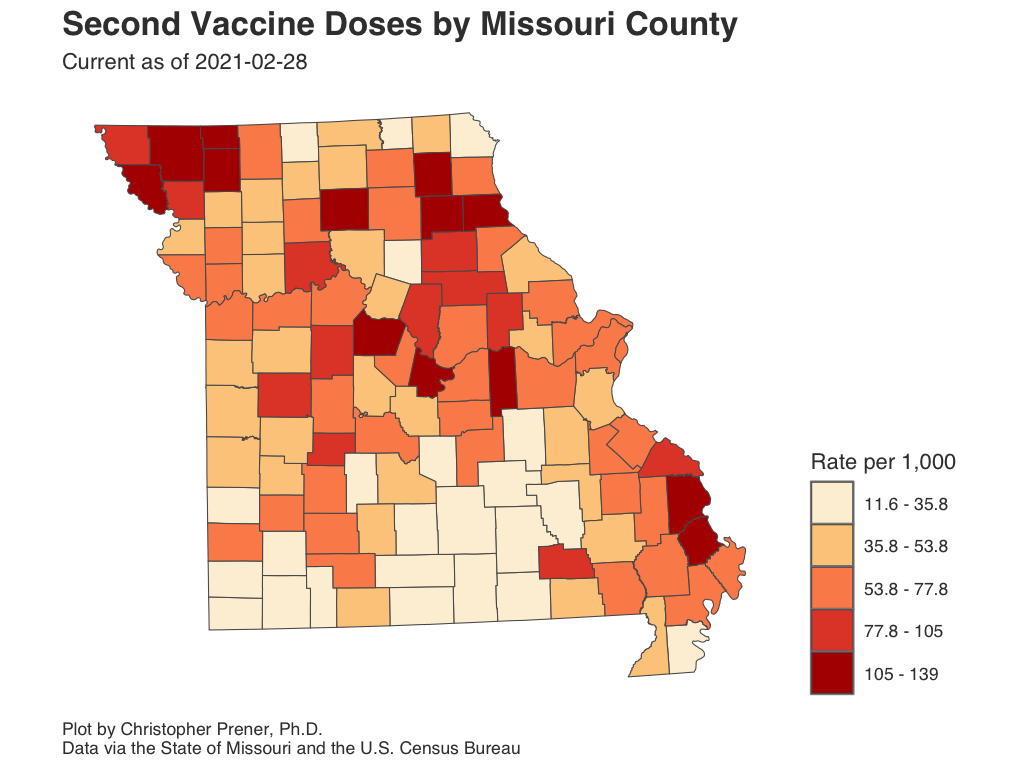 Second Vaccine Doses by Missouri County
Current as of 2021-02-28
Rate per 1,000
11.6 - 35.8
35.8 - 53.8
53.8 - 77.8
77.8 - 105
105 - 139
Plot by Christopher Prener, Ph.D.
Data via the State of Missouri and the U.S. Census Bureau